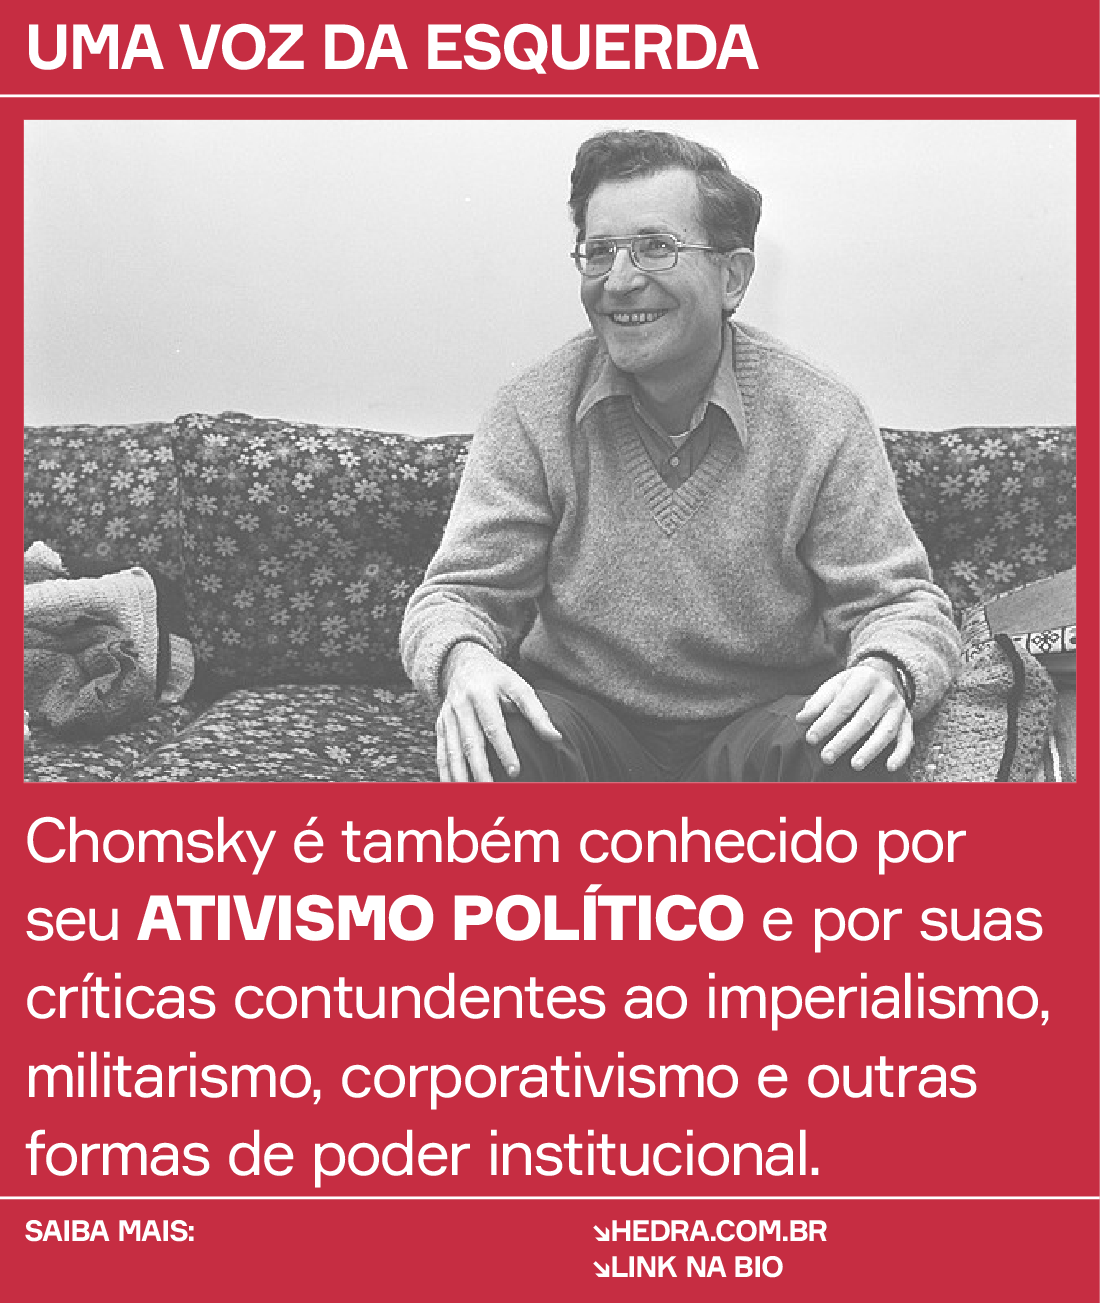 UMA VOZ DA ESQUERDA
Chomsky é também conhecido por
seu ATIVISMO POLÍTICO e por suas
críticas contundentes ao imperialismo,
militarismo, corporativismo e outras
formas de poder institucional.
SAIBA MAIS:
↘HEDRA.COM.BR
↘LINK NA BIO